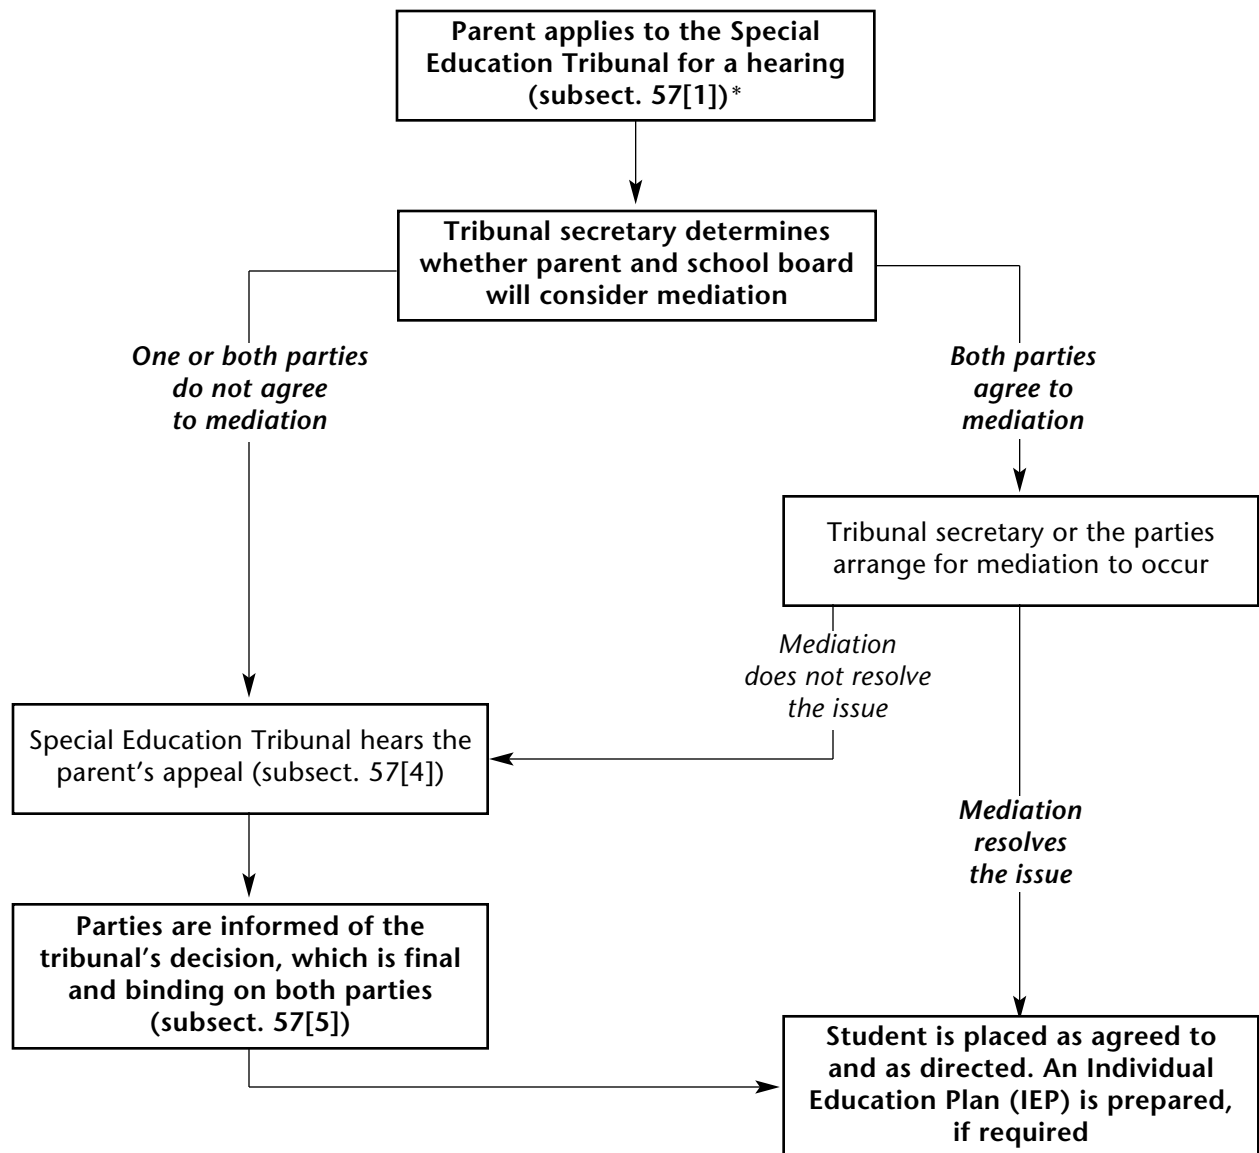 Parent applies to the Special
Education Tribunal for a hearing
(subsect. 57[1])*
Tribunal secretary determines
whether parent and school board
will consider mediation
One or both parties
do not agree
to mediation
Both parties
agree to
mediation
Tribunal secretary or the parties
arrange for mediation to occur
Mediation
does not resolve
the issue
Special Education Tribunal hears the
parent’s appeal (subsect. 57[4])
Mediation
resolves
the issue
Parties are informed of the
tribunal’s decision, which is final
and binding on both parties
(subsect. 57[5])
Student is placed as agreed to
and as directed. An Individual
Education Plan (IEP) is prepared,
if required